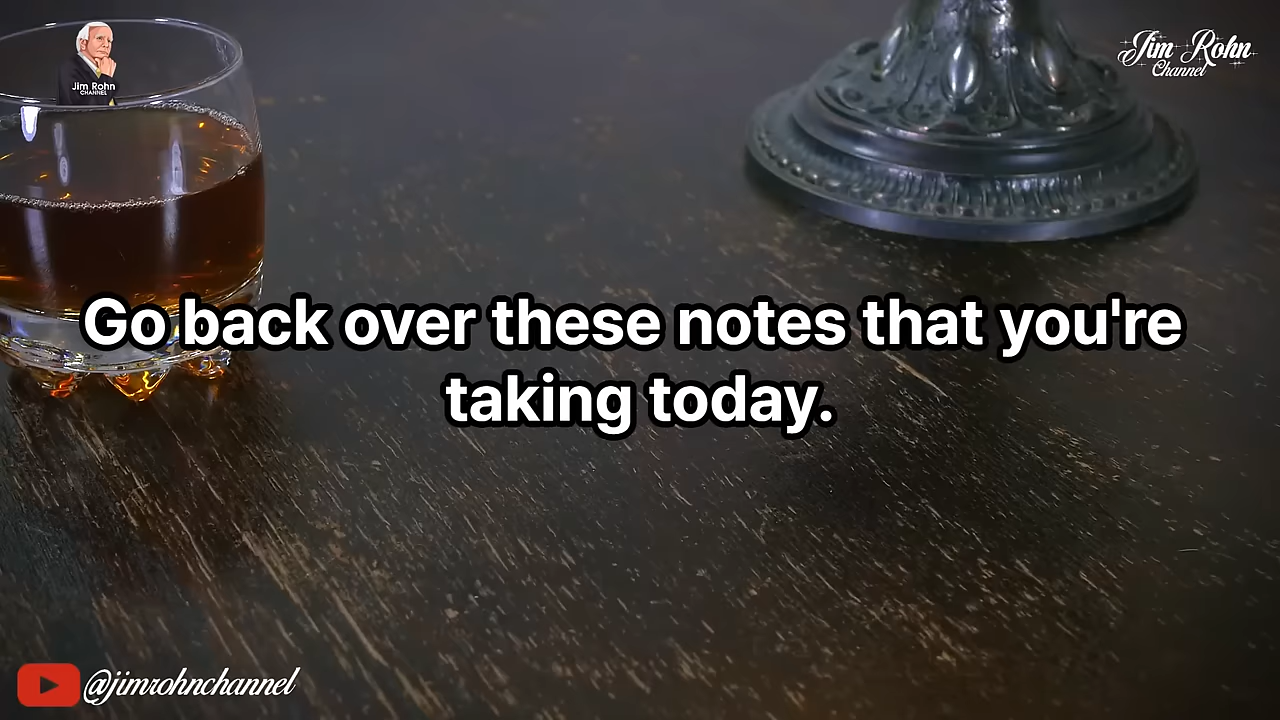 Jim Rohn
CHANNEL
Jim Rohn
Channel
Go back over these notes that you're
taking today.
@jimrohnchannel